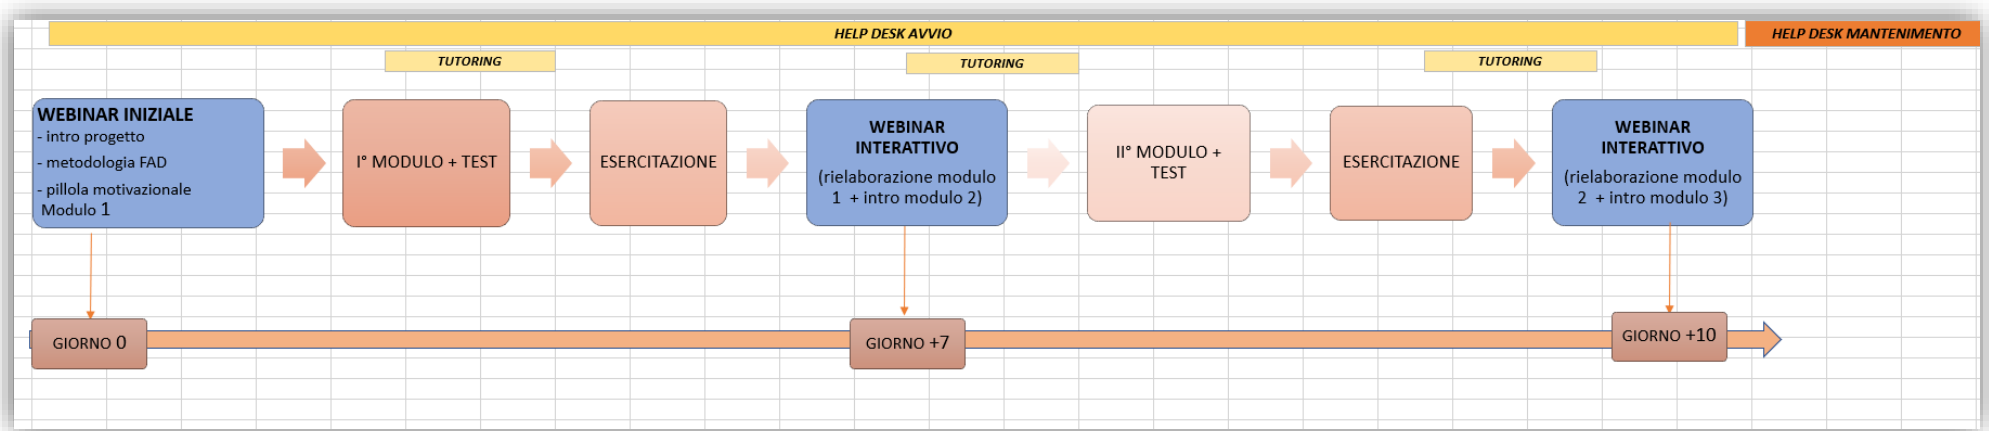 HELP DESK AVVIO
HELP DESK MANTENIMENTO
TUTORING
TUTORING
TUTORING
WEBINAR INIZIALE
- intro progetto
- metodologia FAD
- pillola motivazionale
Modulo 1
I° MODULO + TEST
ESERCITAZIONE
WEBINAR
INTERATTIVO
(rielaborazione modulo
1 + intro modulo 2)
II° MODULO +
TEST
ESERCITAZIONE
WEBINAR
INTERATTIVO
(rielaborazione modulo
2 + intro modulo 3)
GIORNO 0
GIORNO +7
GIORNO +10